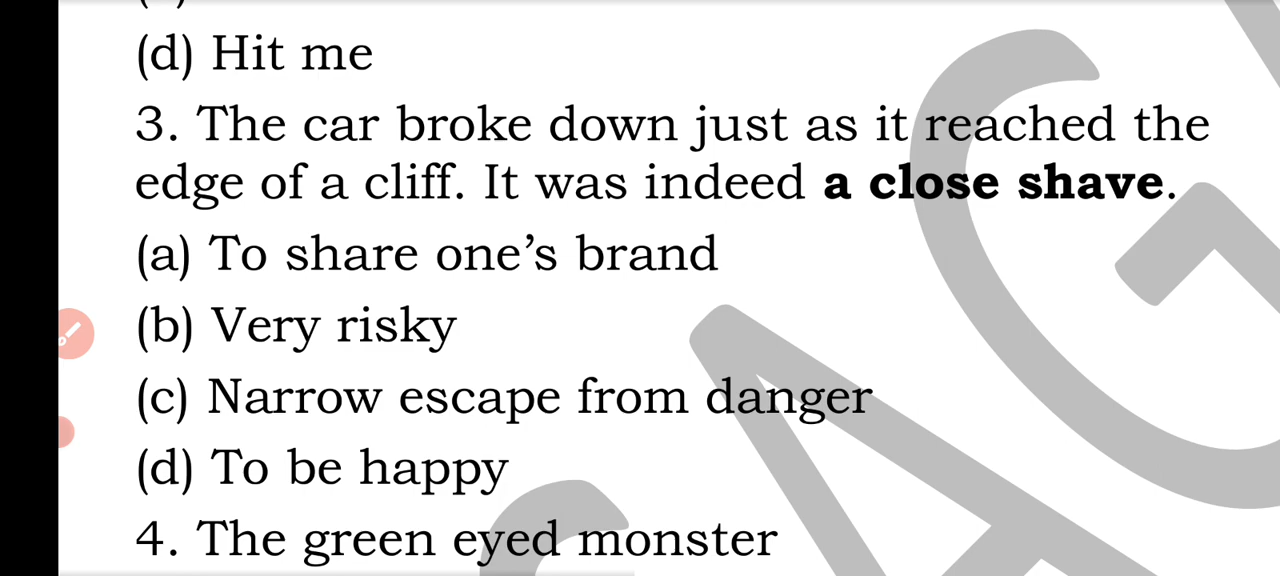 (d) Hit me
3. The car broke down just as it reached the
edge of a cliff. It was indeed a close shave.
(a) To share one’s brand
(b) Very risky
(c) Narrow escape from danger
(d) To be happy
4. The green eyed monster